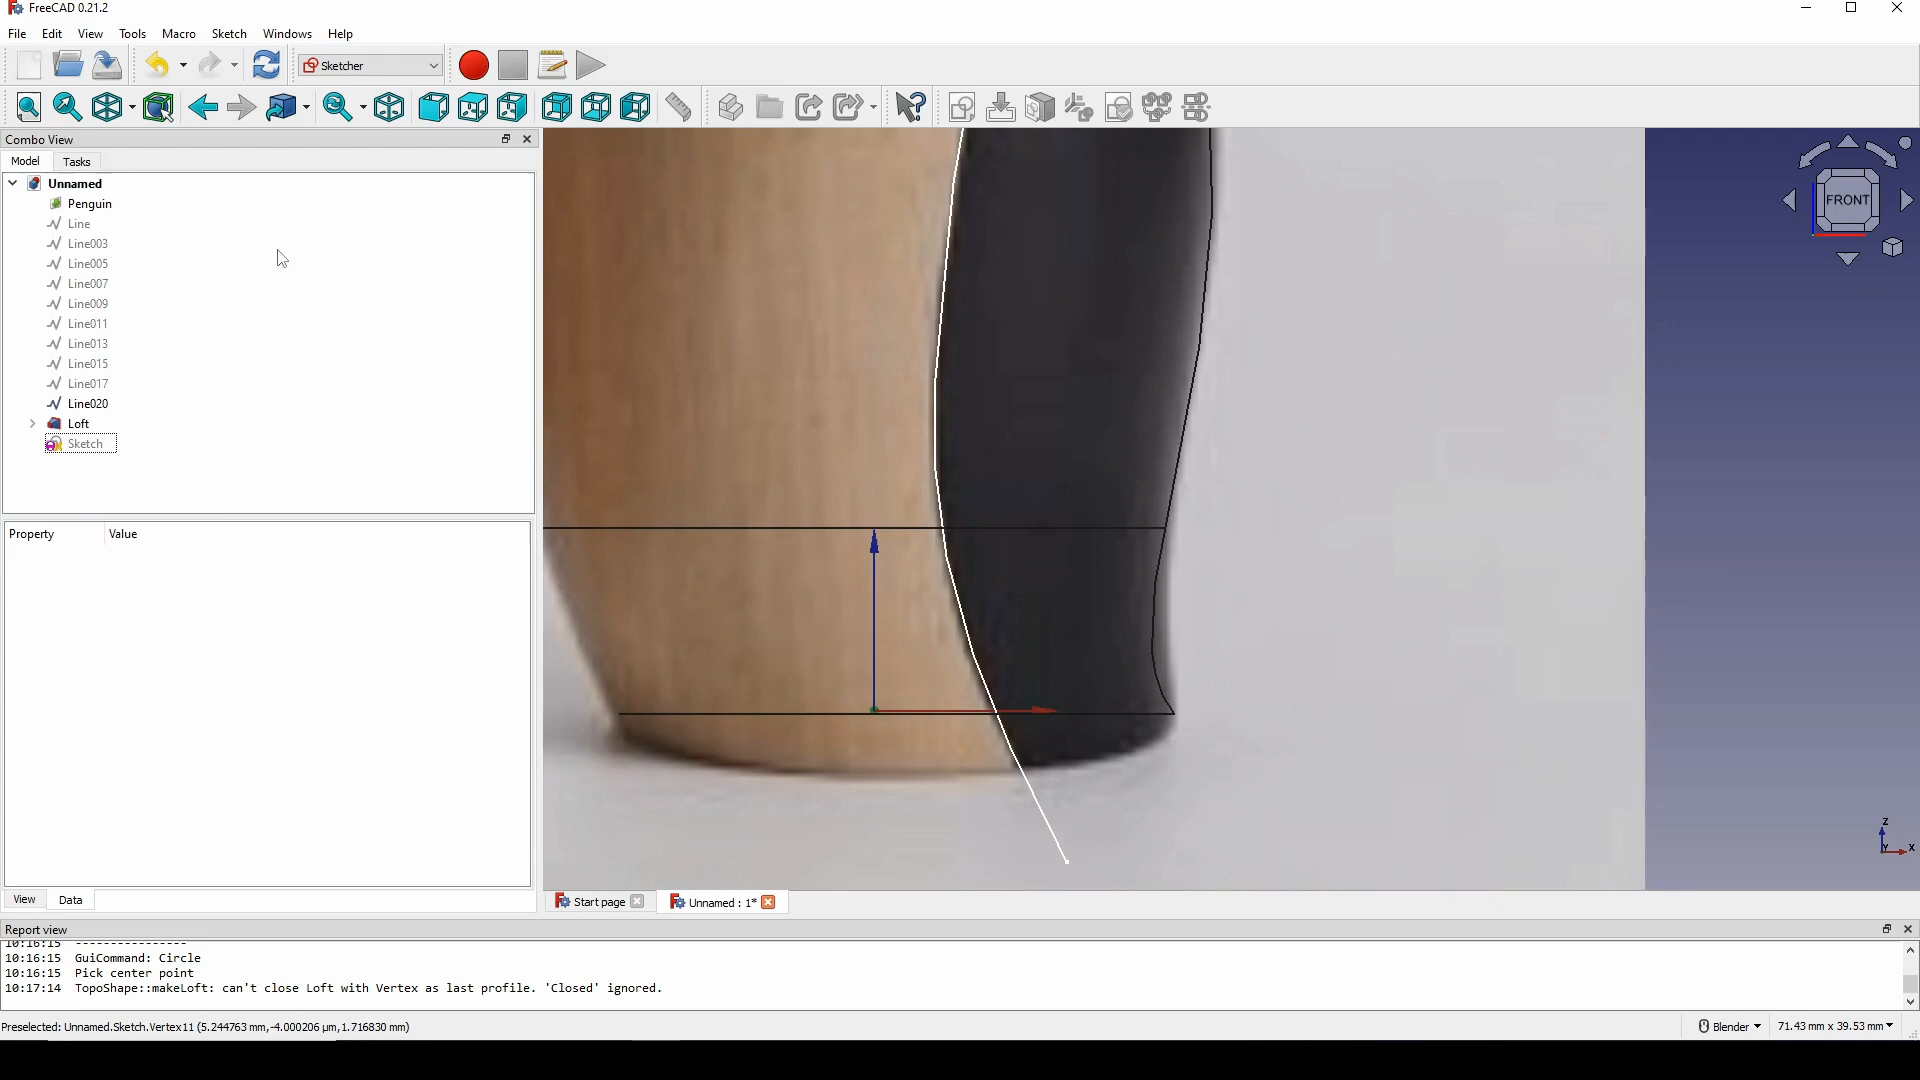 FreeCAD 0.21.2
File Edit View Tools Macro Sketch Windows Help
Sketcher
Combo View
Model Tasks
Unnamed
Penguin
Line
Line003
Line005
Line007
Line009
Line011
Line013
Line015
Line017
Line020
Loft
Sketch
Property Value
View Data
FRONT
Z
Y X
Start page Unnamed : 1*
Report view
10:16:15 ----------------
10:16:15 GuiCommand: Circle
10:16:15 Pick center point
10:17:14 TopoShape::makeLoft: can't close Loft with Vertex as last profile. 'Closed' ignored.
Preselected: Unnamed.Sketch.Vertex11 (5.244763 mm,-4.000206 µm,1.716830 mm)
Blender 71.43 mm x 39.53 mm